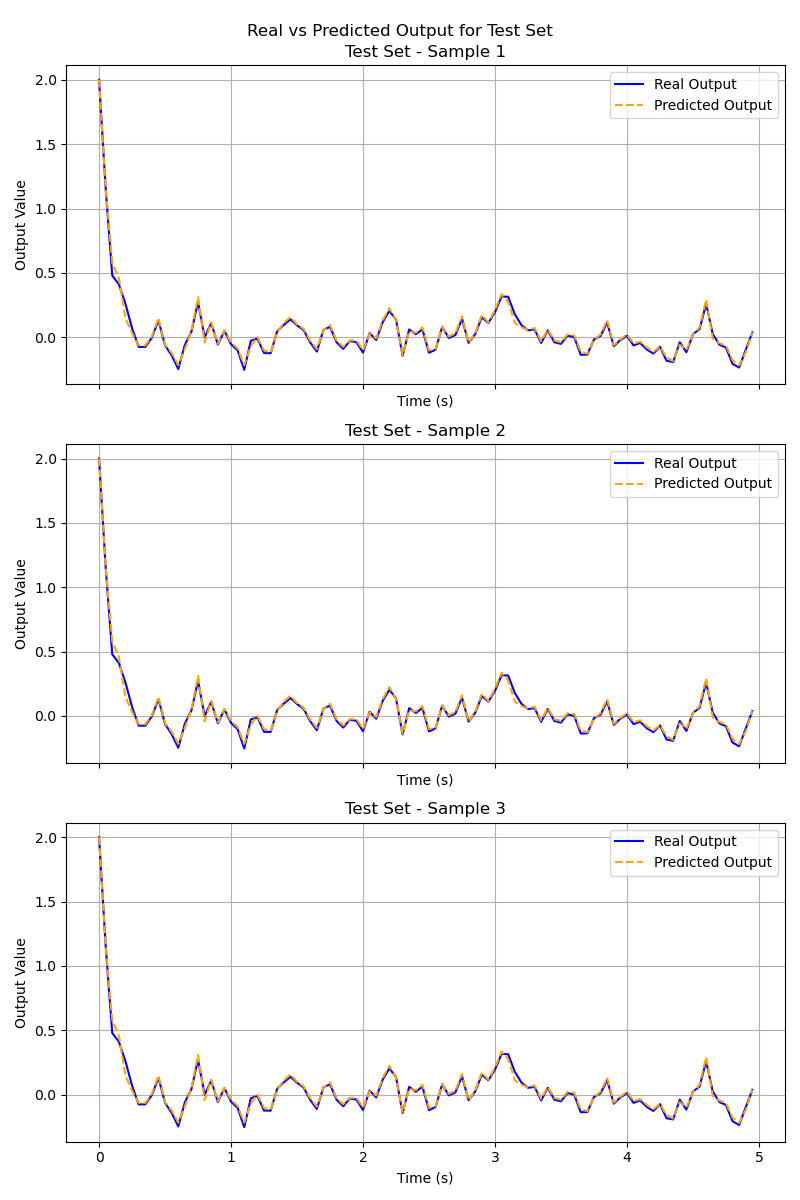 Real vs Predicted Output for Test Set
Test Set - Sample 1
Output Value
2.0
1.5
1.0
0.5
0.0
Real Output
Predicted Output
Time (s)
Test Set - Sample 2
Output Value
2.0
1.5
1.0
0.5
0.0
Real Output
Predicted Output
Time (s)
Test Set - Sample 3
Output Value
2.0
1.5
1.0
0.5
0.0
Real Output
Predicted Output
0 1 2 3 4 5
Time (s)